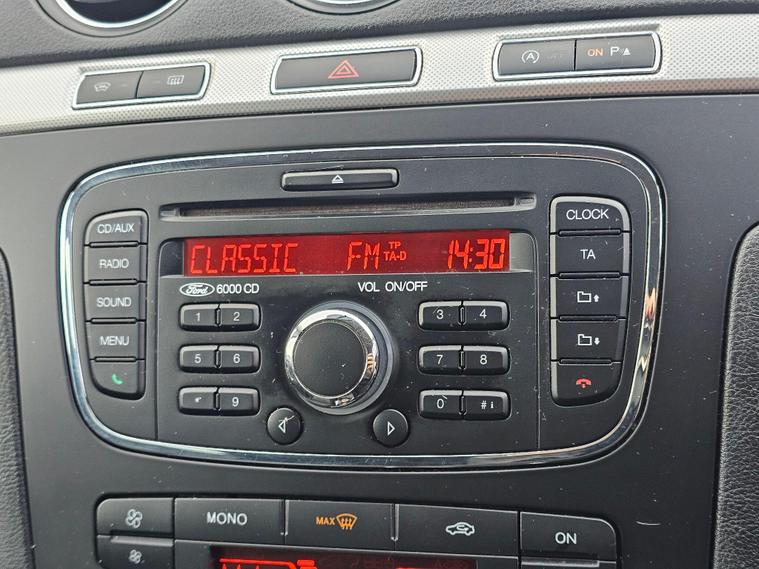 ON P
CLOCK
CD/AUX
TA
RADIO
CLASSIC FM TP TA-D 14:30
Ford 6000 CD
VOL ON/OFF
SOUND
1 2
3 4
MENU
5 6
7 8
* 9
0 # i
MONO
MAX
ON